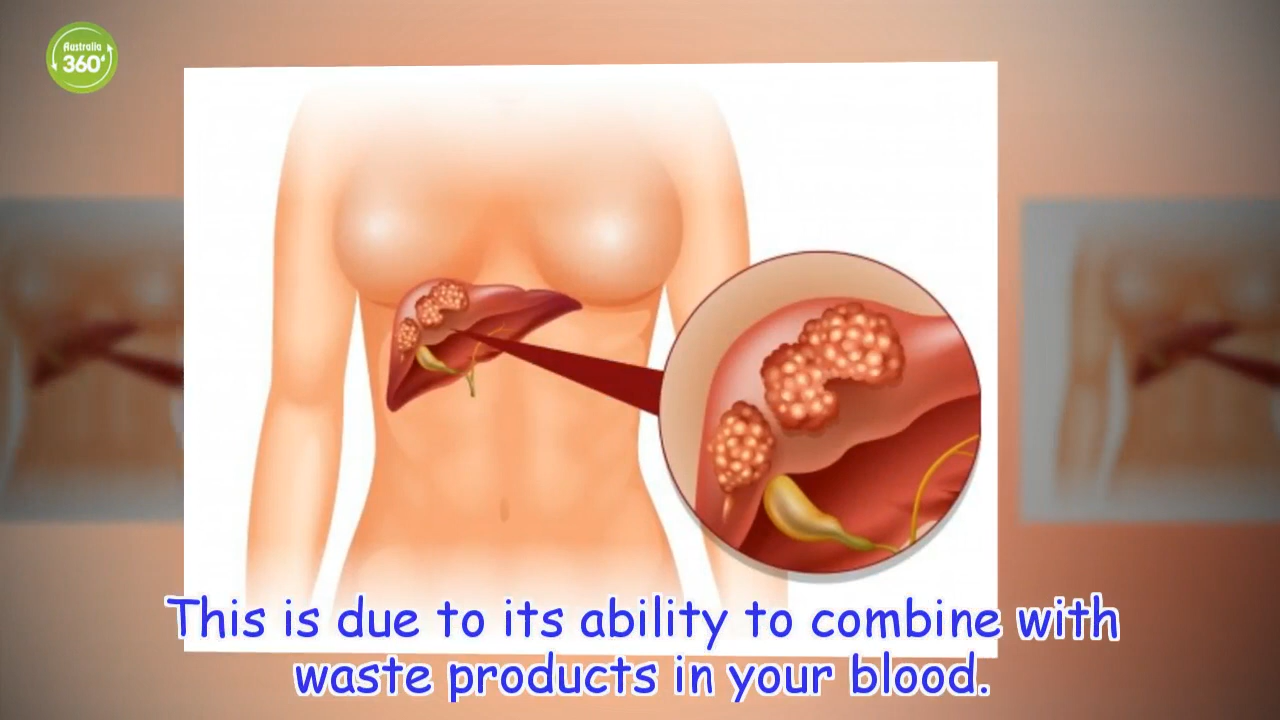 Australia
360°
This is due to its ability to combine with
waste products in your blood.